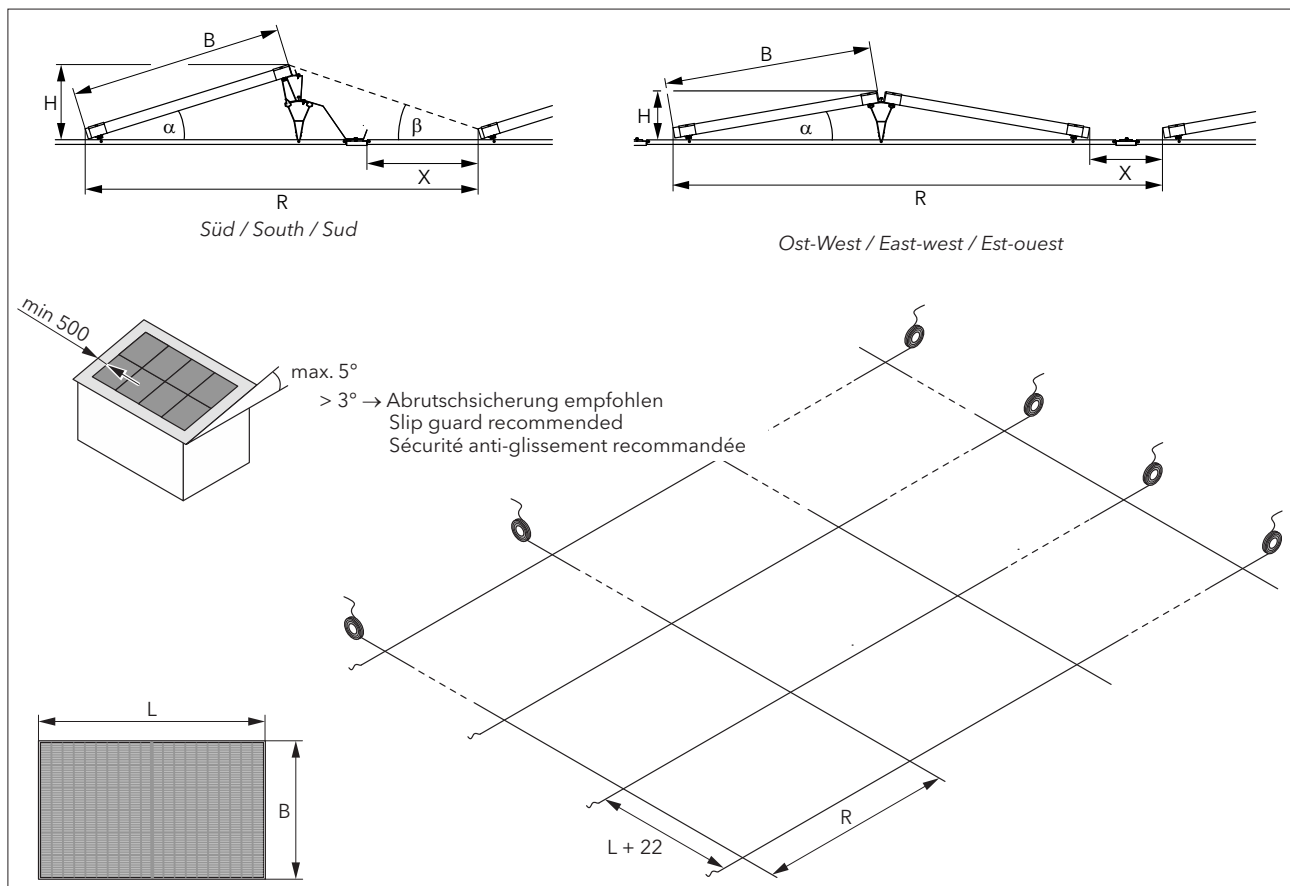 B
H
α
β
X
R
Süd / South / Sud
B
H
α
X
R
Ost-West / East-west / Est-ouest
min 500
max. 5°
> 3° → Abrutschsicherung empfohlen
Slip guard recommended
Sécurité anti-glissement recommandée
L
B
L + 22
R